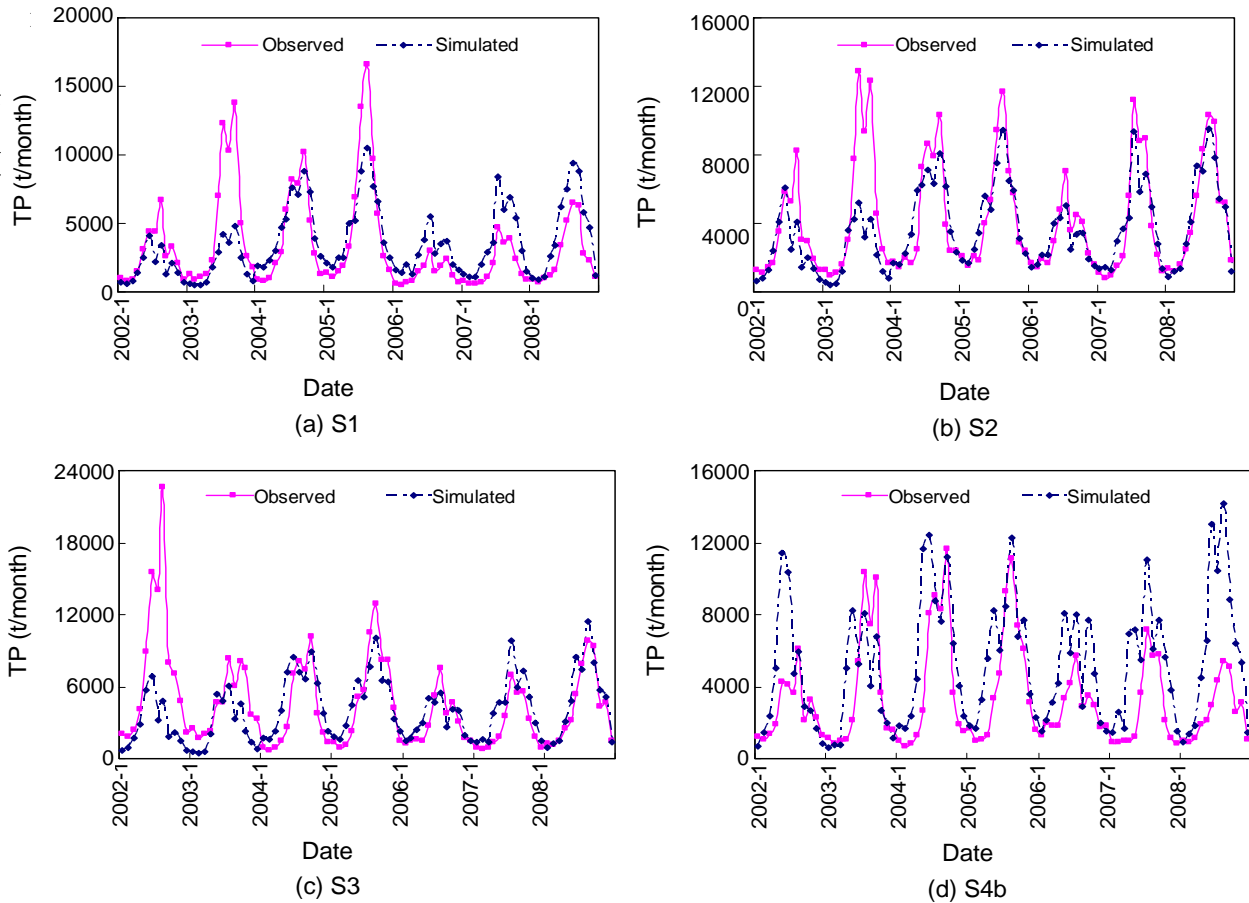 20000
15000
10000
5000
0
TP (t/month)
Observed
Simulated
2002-1
2003-1
2004-1
2005-1
2006-1
2007-1
2008-1
Date
(a) S1
16000
12000
8000
4000
0
TP (t/month)
Observed
Simulated
2002-1
2003-1
2004-1
2005-1
2006-1
2007-1
2008-1
Date
(b) S2
24000
18000
12000
6000
0
TP (t/month)
Observed
Simulated
2002-1
2003-1
2004-1
2005-1
2006-1
2007-1
2008-1
Date
(c) S3
16000
12000
8000
4000
0
TP (t/month)
Observed
Simulated
2002-1
2003-1
2004-1
2005-1
2006-1
2007-1
2008-1
Date
(d) S4b